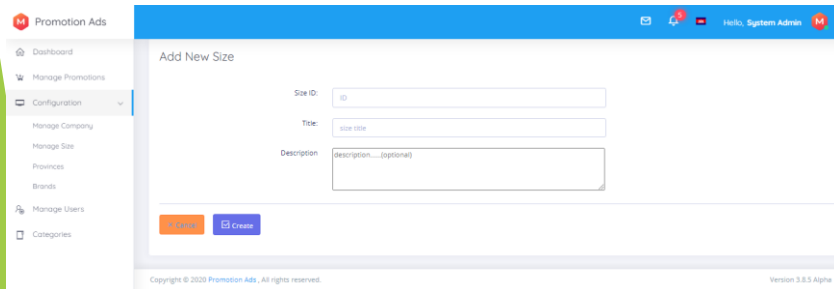 M Promotion Ads
5
Hello, System Admin M
Dashboard
Manage Promotions
Configuration
Manage Company
Manage Size
Provinces
Brands
Manage Users
Categories
Add New Size
Size ID:
ID
Title:
size title
Description
description......(optional)
× Cancel
Create
Copyright © 2020 Promotion Ads , All rights reserved.
Version 3.8.5 Alpha